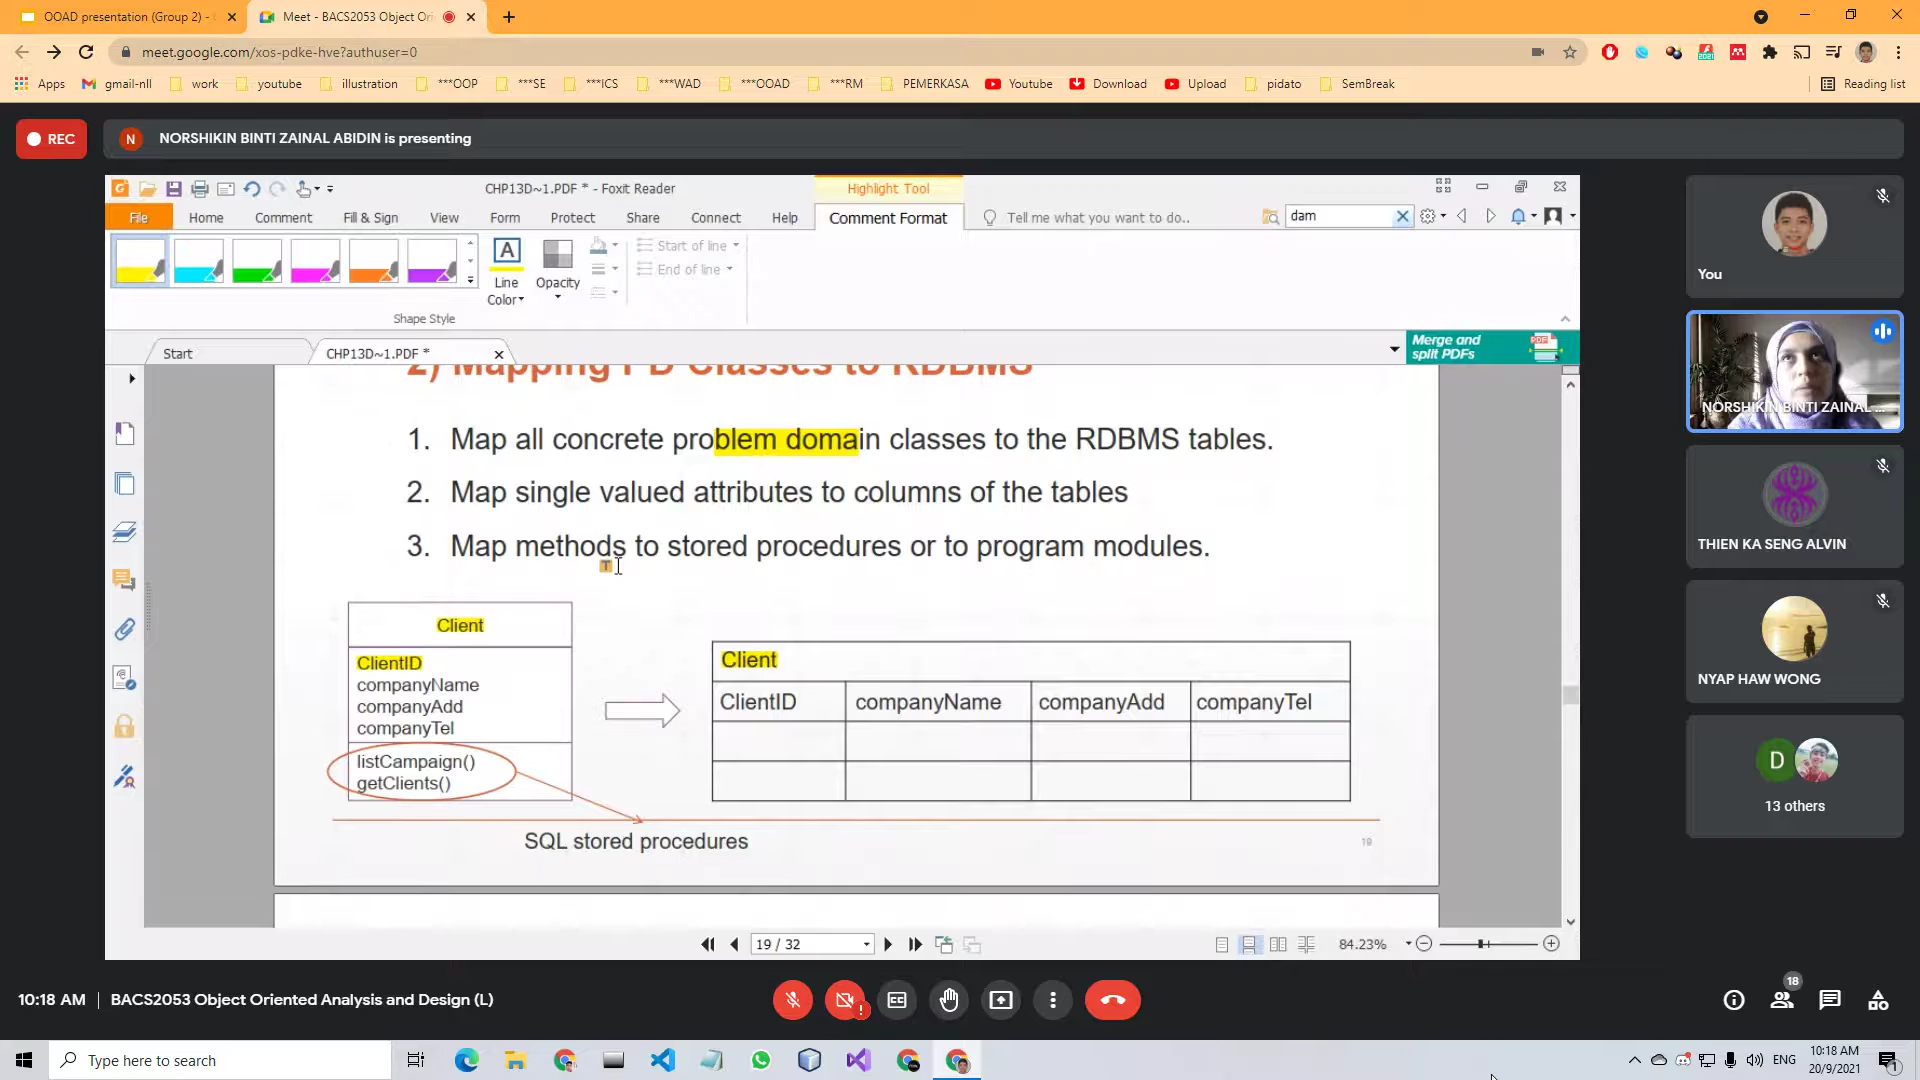 OOAD presentation (Group 2) -
Meet - BACS2053 Object Ori
meet.google.com/xos-pdke-hve?authuser=0
Apps
gmail-nll
work
youtube
illustration
***OOP
***SE
***ICS
***WAD
***OOAD
***RM
PEMERKASA
Youtube
Download
Upload
pidato
SemBreak
Reading list
REC
N
NORSHIKIN BINTI ZAINAL ABIDIN is presenting
CHP13D~1.PDF * - Foxit Reader
Highlight Tool
File
Home
Comment
Fill & Sign
View
Form
Protect
Share
Connect
Help
Comment Format
Tell me what you want to do..
dam
Line
Color
Opacity
Start of line
End of line
Shape Style
Start
CHP13D~1.PDF *
Merge and
split PDFs
2) Mapping PD Classes to RDBMS
1. Map all concrete problem domain classes to the RDBMS tables.
2. Map single valued attributes to columns of the tables
3. Map methods to stored procedures or to program modules.
Client
ClientID
companyName
companyAdd
companyTel
listCampaign()
getClients()
Client
ClientID companyName companyAdd companyTel
SQL stored procedures
19
19 / 32
84.23%
You
NORSHIKIN BINTI ZAINAL ...
THIEN KA SENG ALVIN
NYAP HAW WONG
D
13 others
10:18 AM | BACS2053 Object Oriented Analysis and Design (L)
18
Type here to search
ENG
10:18 AM
20/9/2021
1